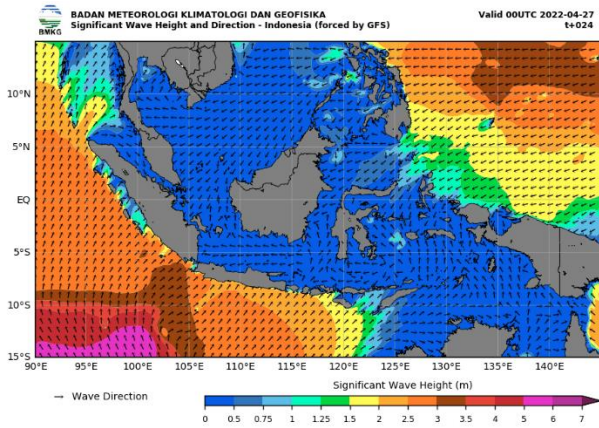 BADAN METEOROLOGI KLIMATOLOGI DAN GEOFISIKA
Valid 00UTC 2022-04-27
Significant Wave Height and Direction - Indonesia (forced by GFS)
t+024
BMKG
10°N
5°N
EQ
5°S
10°S
15°S
90°E 95°E 100°E 105°E 110°E 115°E 120°E 125°E 130°E 135°E 140°E
Significant Wave Height (m)
Wave Direction
0 0.5 0.75 1 1.25 1.5 2 2.5 3 3.5 4 5 6 7